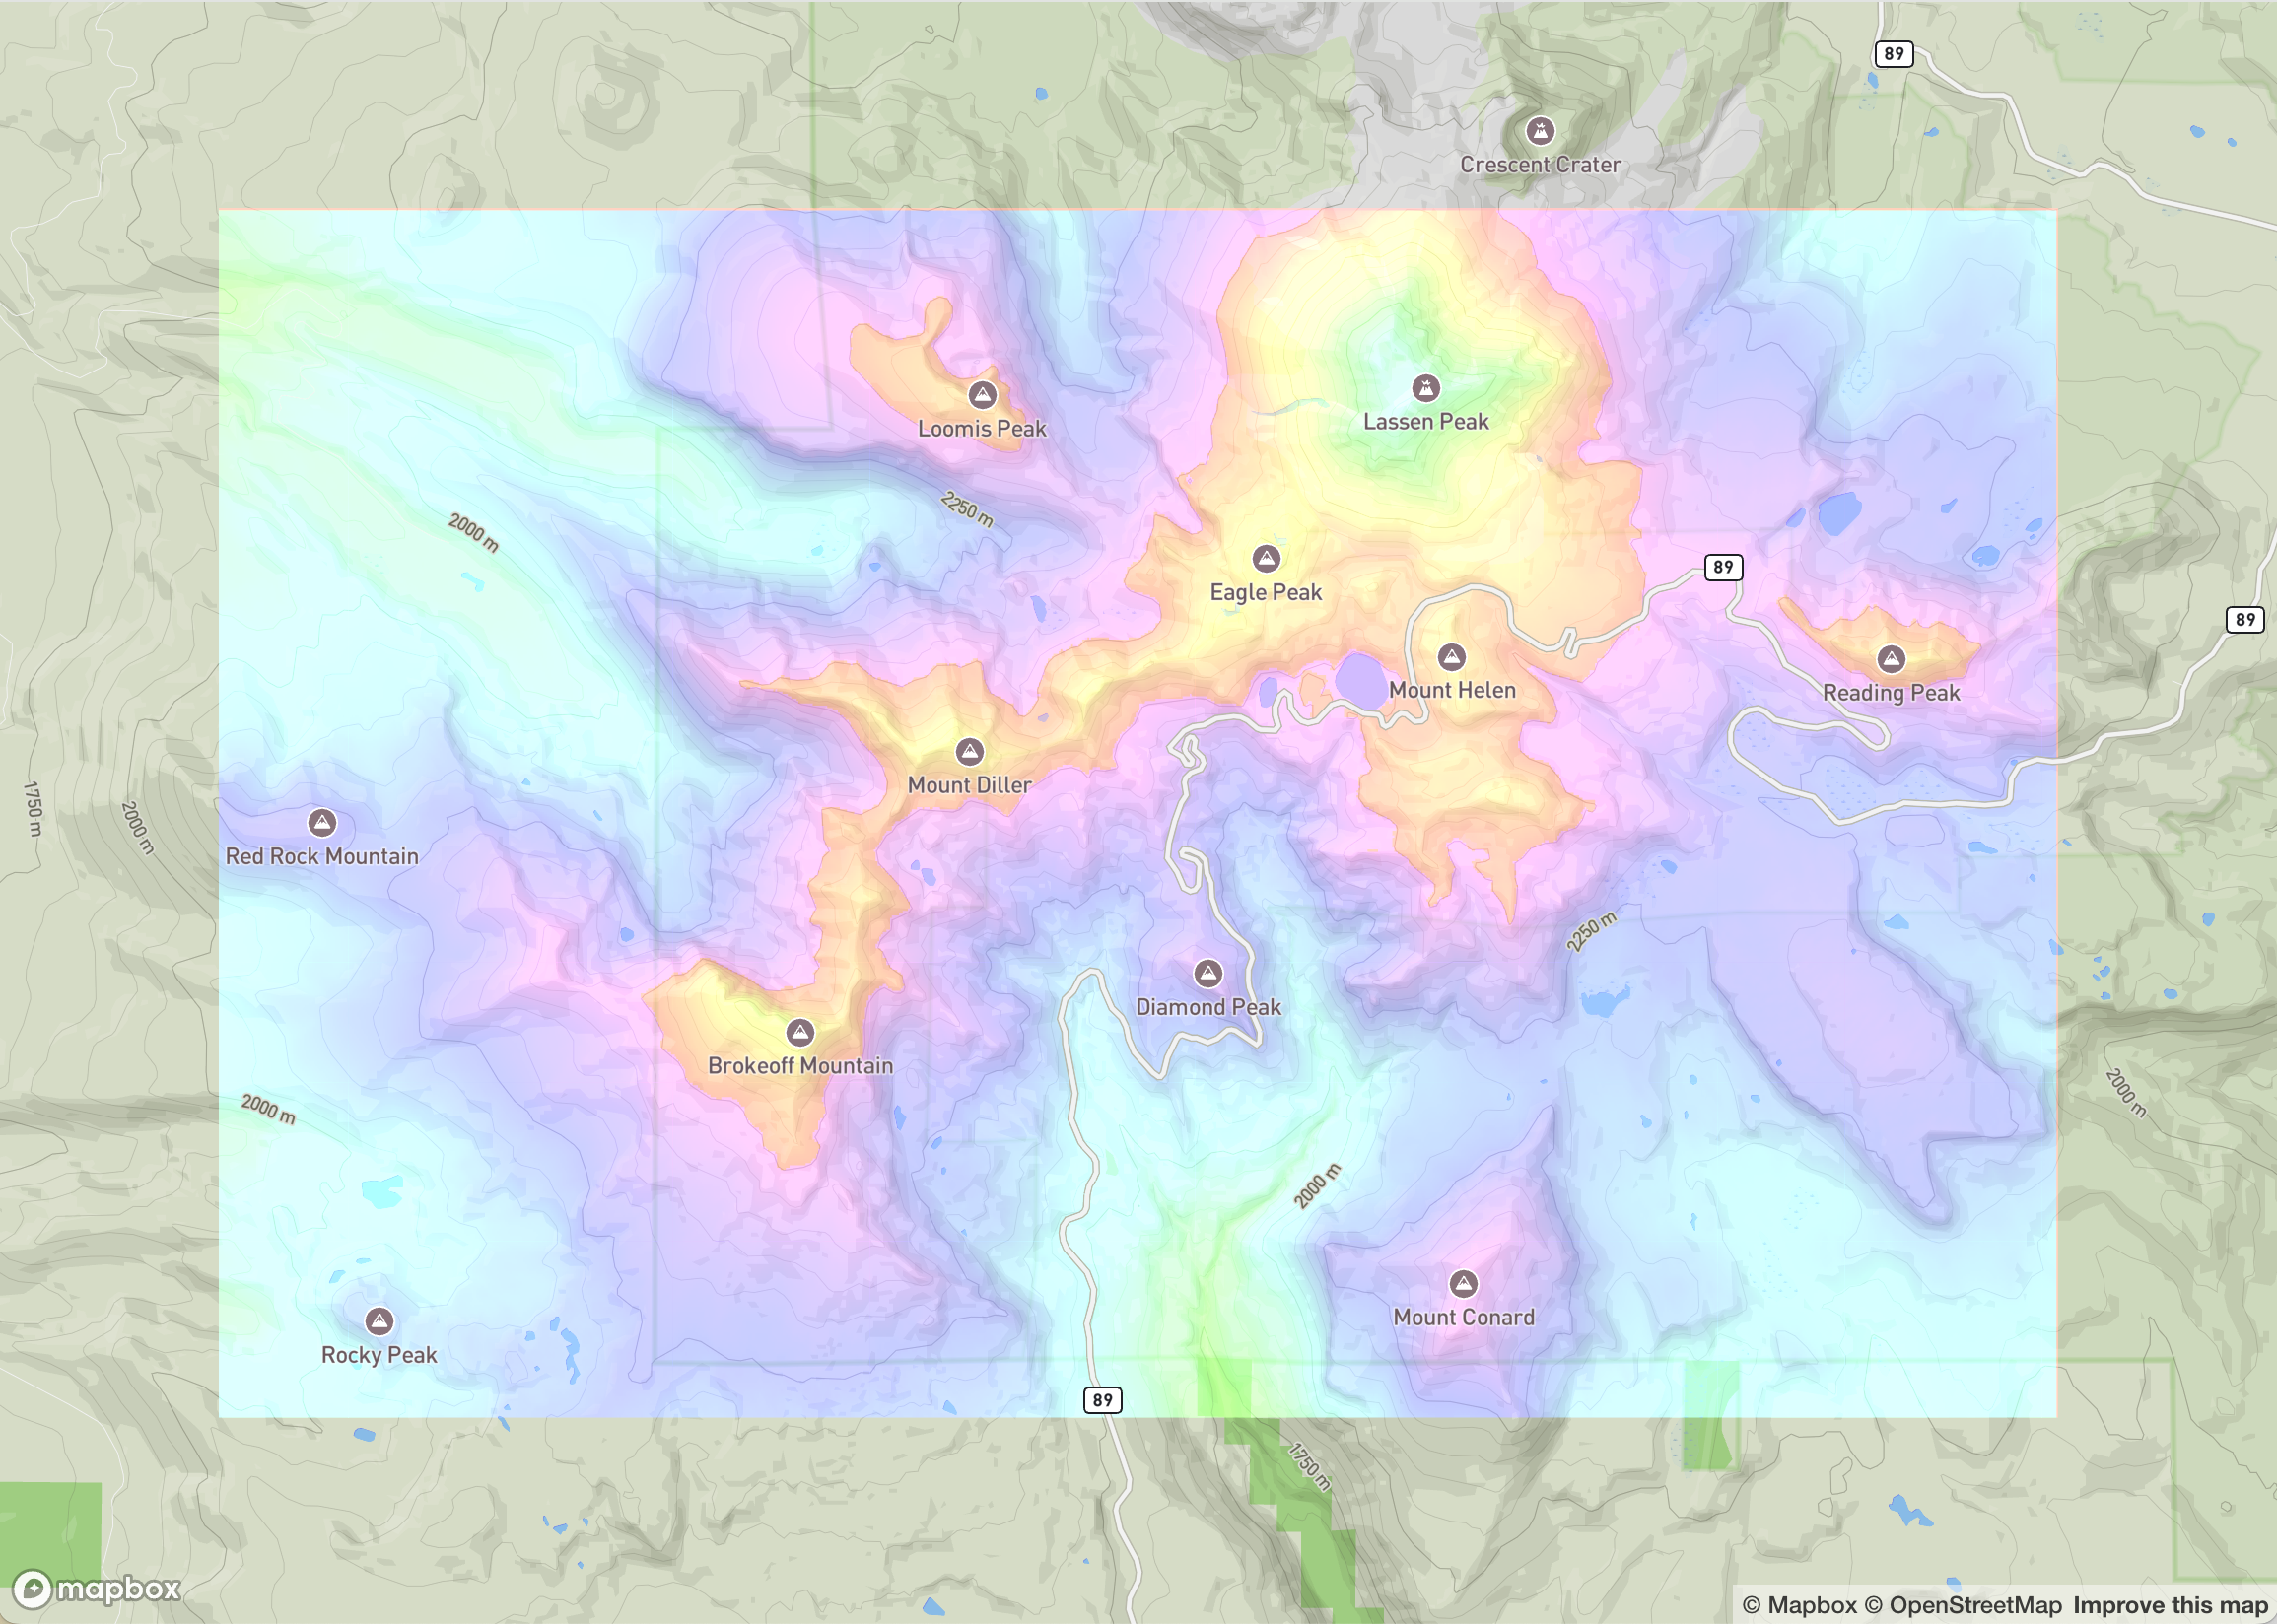 89
Crescent Crater
Loomis Peak
Lassen Peak
2250 m
2000 m
89
Eagle Peak
89
Mount Helen
Reading Peak
Mount Diller
1750 m
2000 m
Red Rock Mountain
2250 m
Diamond Peak
Brokeoff Mountain
2000 m
2000 m
2000 m
Mount Conard
Rocky Peak
89
1750 m
mapbox
© Mapbox © OpenStreetMap Improve this map